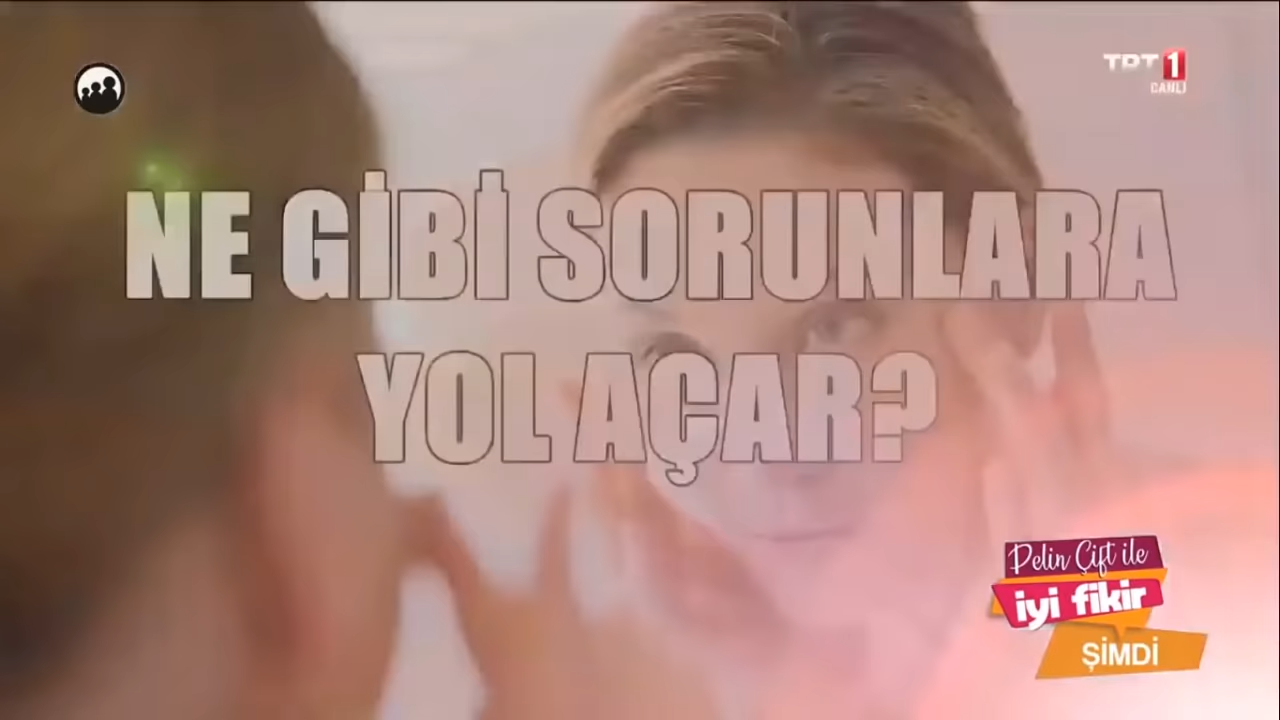 TRT 1
CANLI
NE GİBİ SORUNLARA
YOL AÇAR?
Pelin Çift ile
iyi fikir
ŞİMDİ